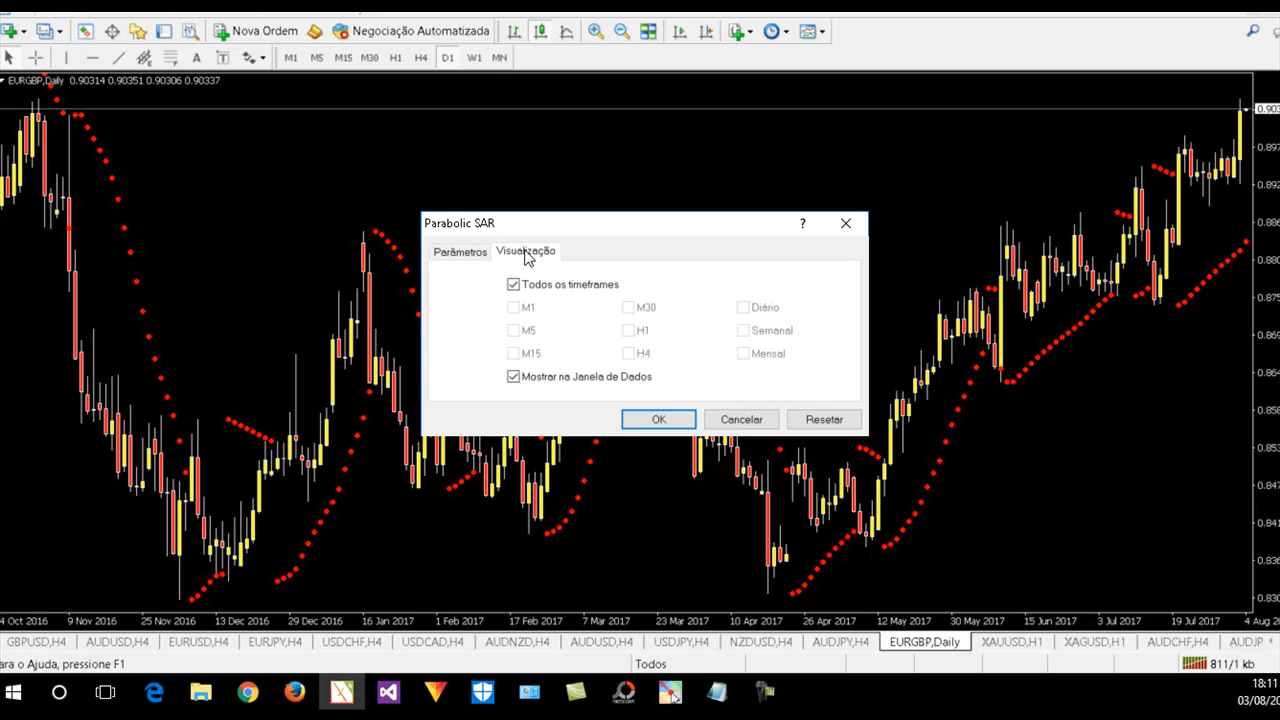 Nova Ordem
Negociação Automatizada
A
T
M1 M5 M15 M30 H1 H4 D1 W1 MN
EURGBP,Daily 0.90314 0.90351 0.90306 0.90337
0.903
0.897
0.892
0.886
0.880
0.875
0.869
0.864
0.858
0.853
0.847
0.841
0.836
0.830
Parabolic SAR
?
Parâmetros
Visualização
Todos os timeframes
M1 M30 Diário
M5 H1 Semanal
M15 H4 Mensal
Mostrar na Janela de Dados
OK Cancelar Resetar
4 Oct 2016 9 Nov 2016 25 Nov 2016 13 Dec 2016 29 Dec 2016 16 Jan 2017 1 Feb 2017 17 Feb 2017 7 Mar 2017 23 Mar 2017 10 Apr 2017 26 Apr 2017 12 May 2017 30 May 2017 15 Jun 2017 3 Jul 2017 19 Jul 2017 4 Aug 20
GBPUSD,H4 AUDUSD,H4 EURUSD,H4 EURJPY,H4 USDCHF,H4 USDCAD,H4 AUDNZD,H4 AUDUSD,H4 USDJPY,H4 NZDUSD,H4 AUDJPY,H4 EURGBP,Daily XAUUSD,H1 XAGUSD,H1 AUDCHF,H4 AUDJP
ara o Ajuda, pressione F1
Todos
811/1 kb
18:11
03/08/20